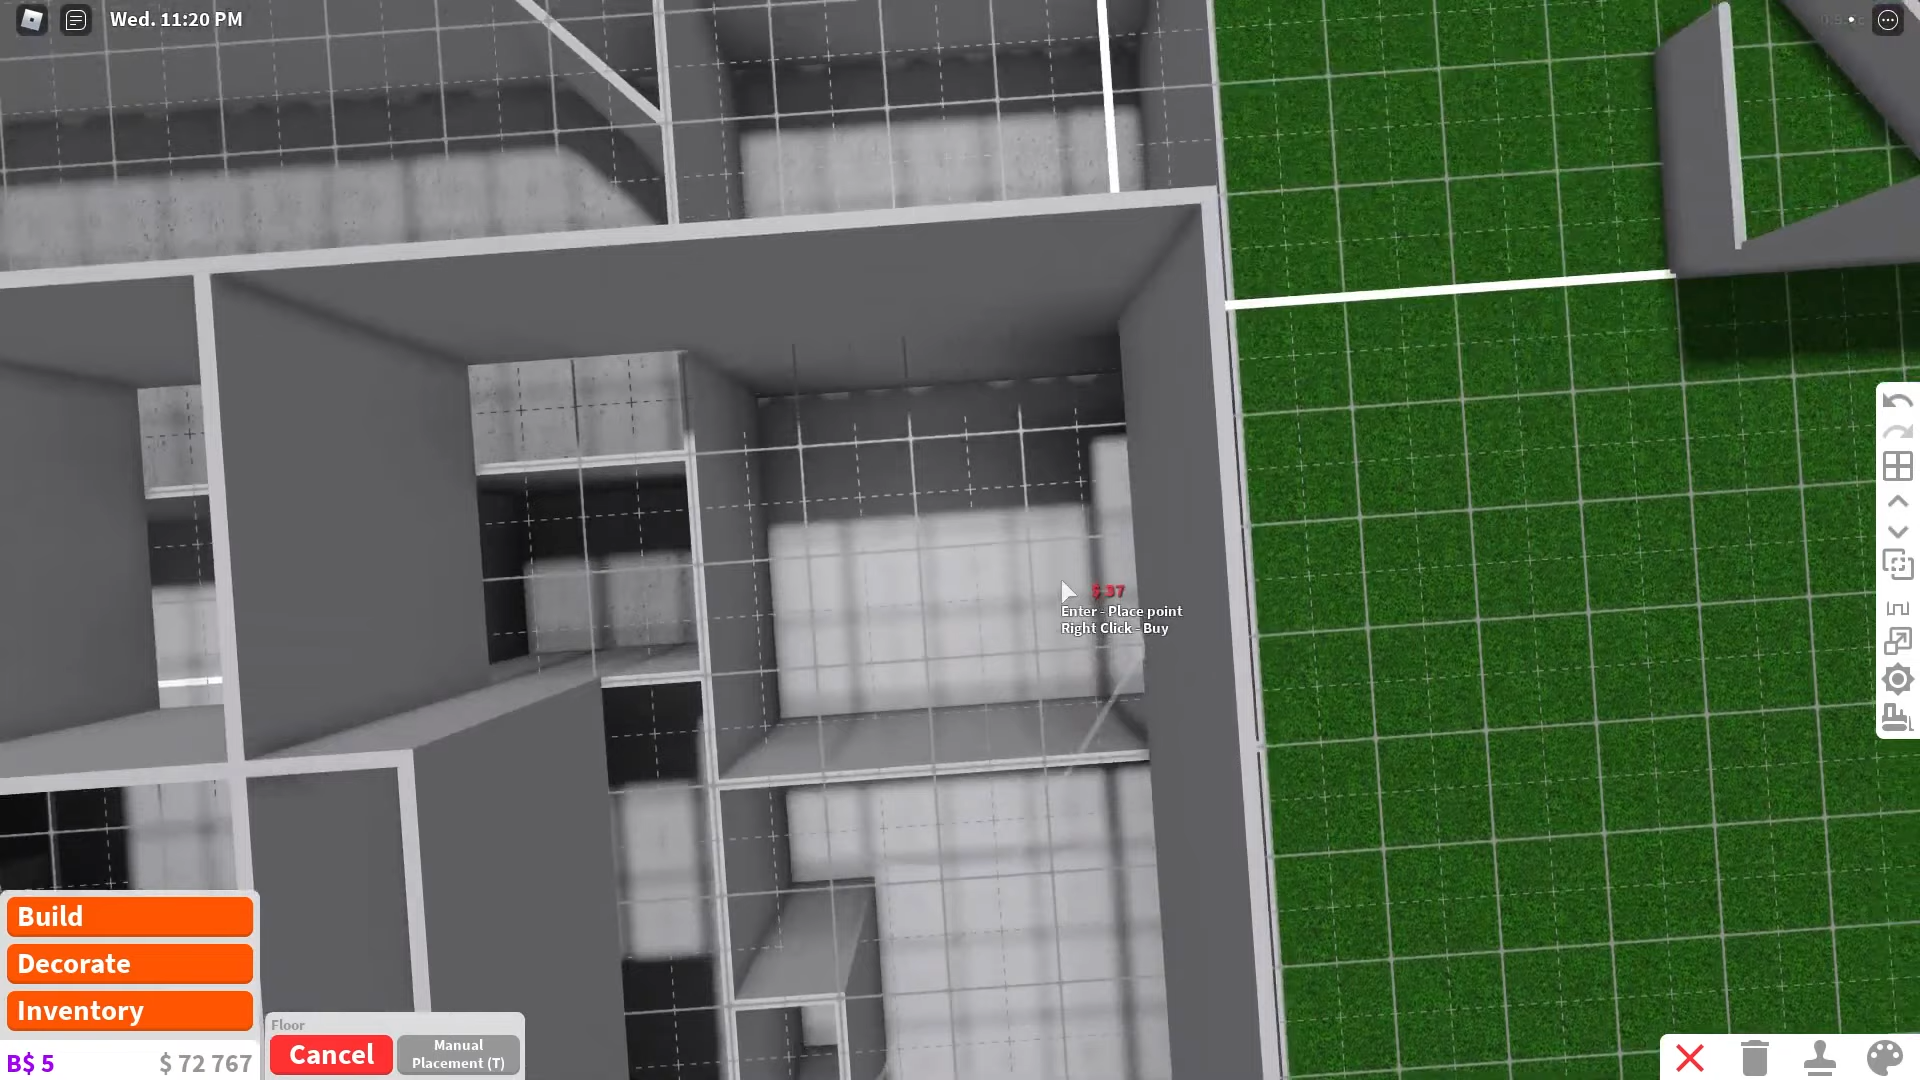 Wed. 11:20 PM
$ 37
Enter - Place point
Right Click - Buy
Build
Decorate
Inventory
Floor
Cancel
Manual
Placement (T)
B$ 5
$ 72 767